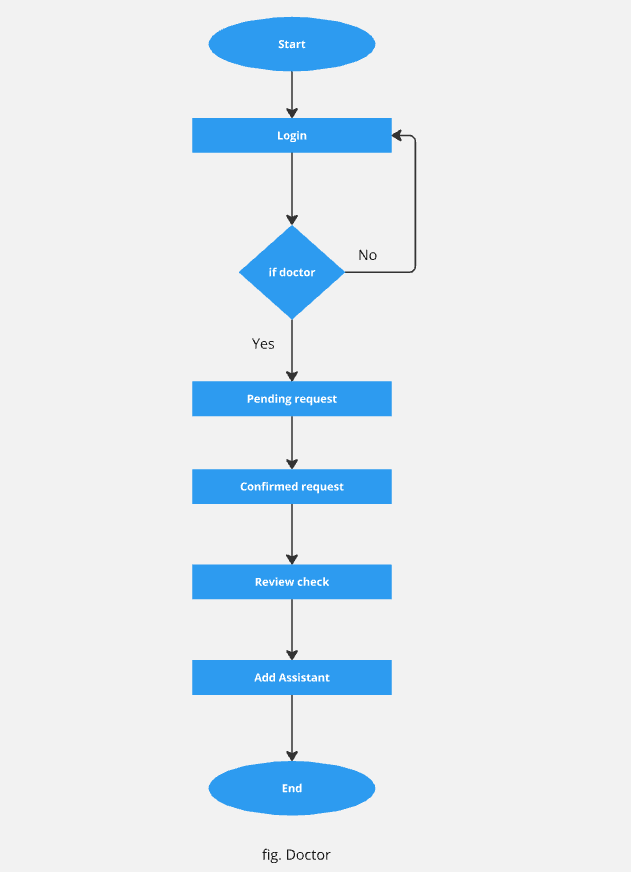 Start
Login
if doctor
No
Yes
Pending request
Confirmed request
Review check
Add Assistant
End
fig. Doctor